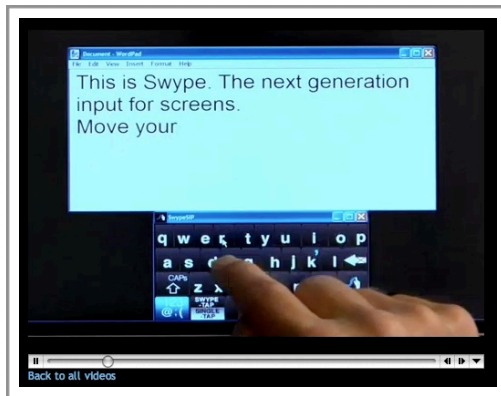 Document - WordPad
File Edit View Insert Format Help
This is Swype. The next generation
input for screens.
Move your
SwypeSIP
q w e r t y u i o p
a s d g h j k l
CAPs
z x
SWYPE
-TAP
@:(
SINGLE
-TAP
Back to all videos